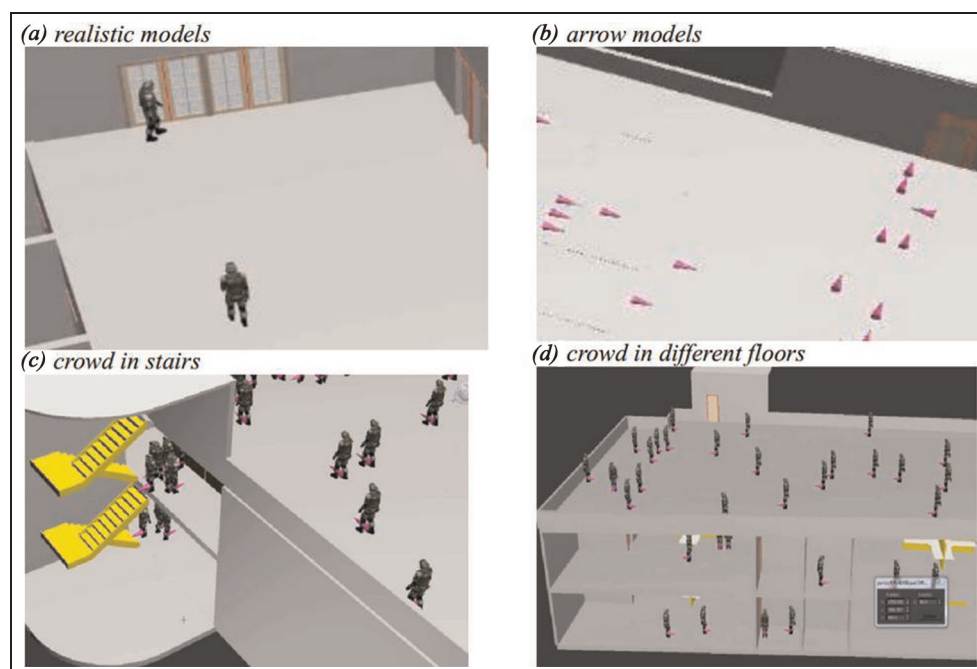 (a) realistic models
(b) arrow models
(c) crowd in stairs
(d) crowd in different floors